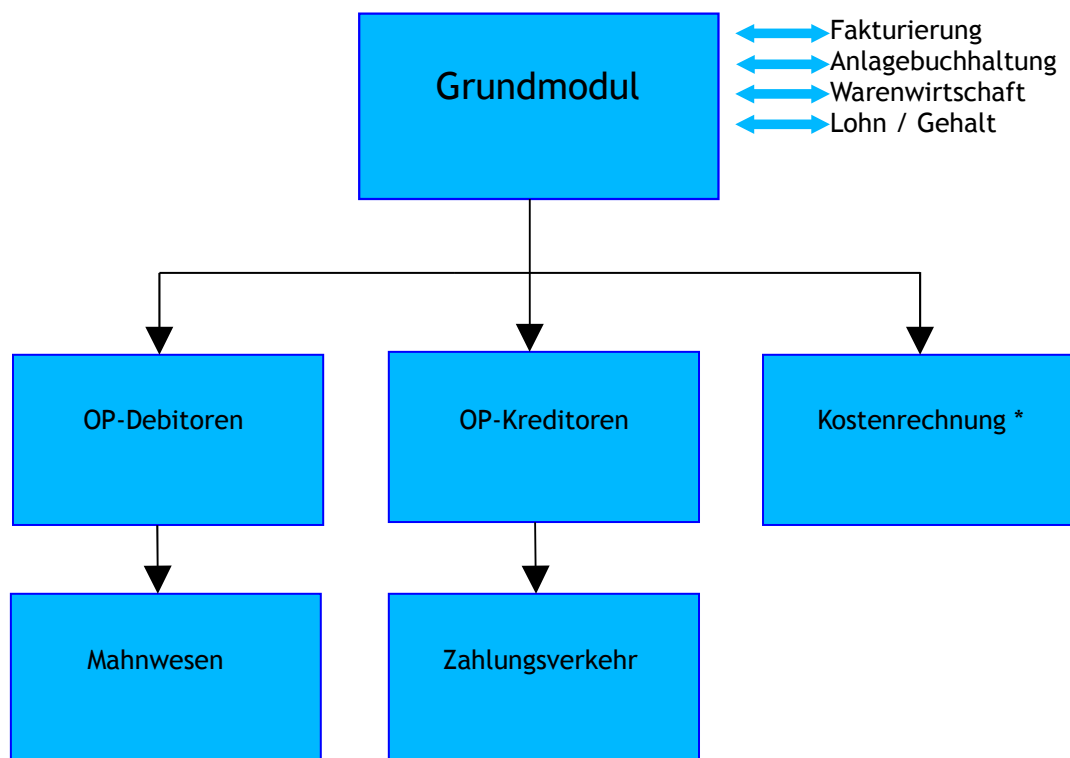 Grundmodul
Fakturierung
Anlagebuchhaltung
Warenwirtschaft
Lohn / Gehalt
OP-Debitoren
OP-Kreditoren
Kostenrechnung *
Mahnwesen
Zahlungsverkehr